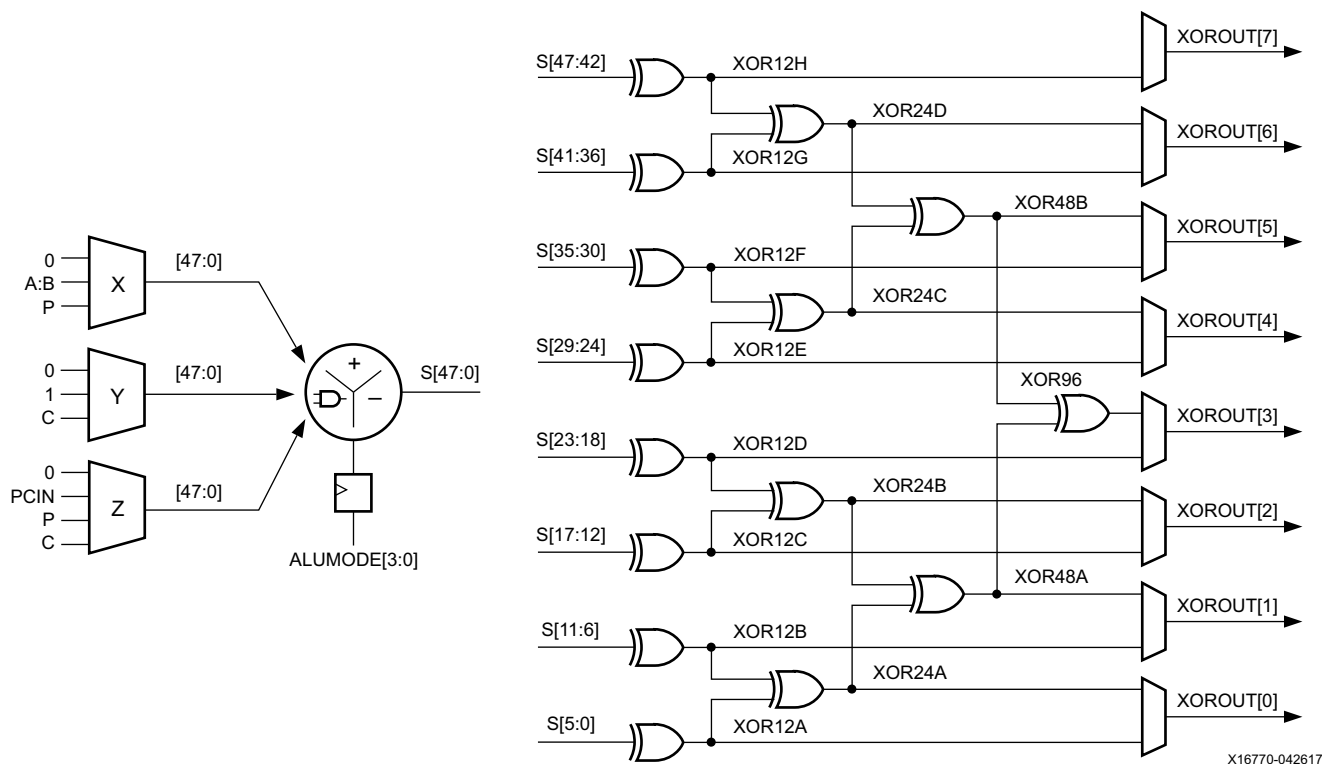 0
A:B
P
X
[47:0]
0
1
C
Y
[47:0]
0
PCIN
P
C
Z
[47:0]
+
−
S[47:0]
ALUMODE[3:0]
S[47:42]
XOR12H
XOROUT[7]
XOR24D
XOROUT[6]
S[41:36]
XOR12G
XOR48B
XOROUT[5]
S[35:30]
XOR12F
XOR24C
XOROUT[4]
S[29:24]
XOR12E
XOR96
XOROUT[3]
S[23:18]
XOR12D
XOR24B
XOROUT[2]
S[17:12]
XOR12C
XOR48A
XOROUT[1]
S[11:6]
XOR12B
XOR24A
XOROUT[0]
S[5:0]
XOR12A
X16770-042617